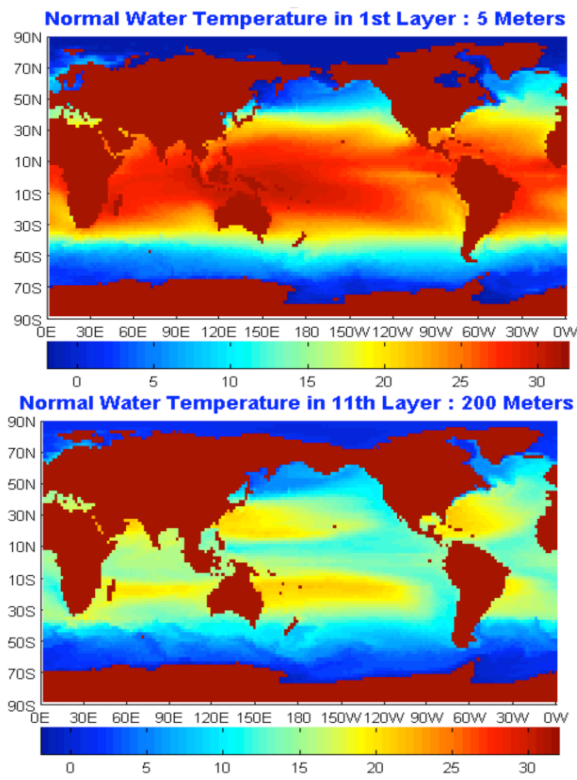 Normal Water Temperature in 1st Layer : 5 Meters
90N
70N
50N
30N
10N
10S
30S
50S
70S
90S
0E 30E 60E 90E 120E 150E 180 150W 120W 90W 60W 30W 0W
0 5 10 15 20 25 30
Normal Water Temperature in 11th Layer : 200 Meters
90N
70N
50N
30N
10N
10S
30S
50S
70S
90S
0E 30E 60E 90E 120E 150E 180 150W 120W 90W 60W 30W 0W
0 5 10 15 20 25 30